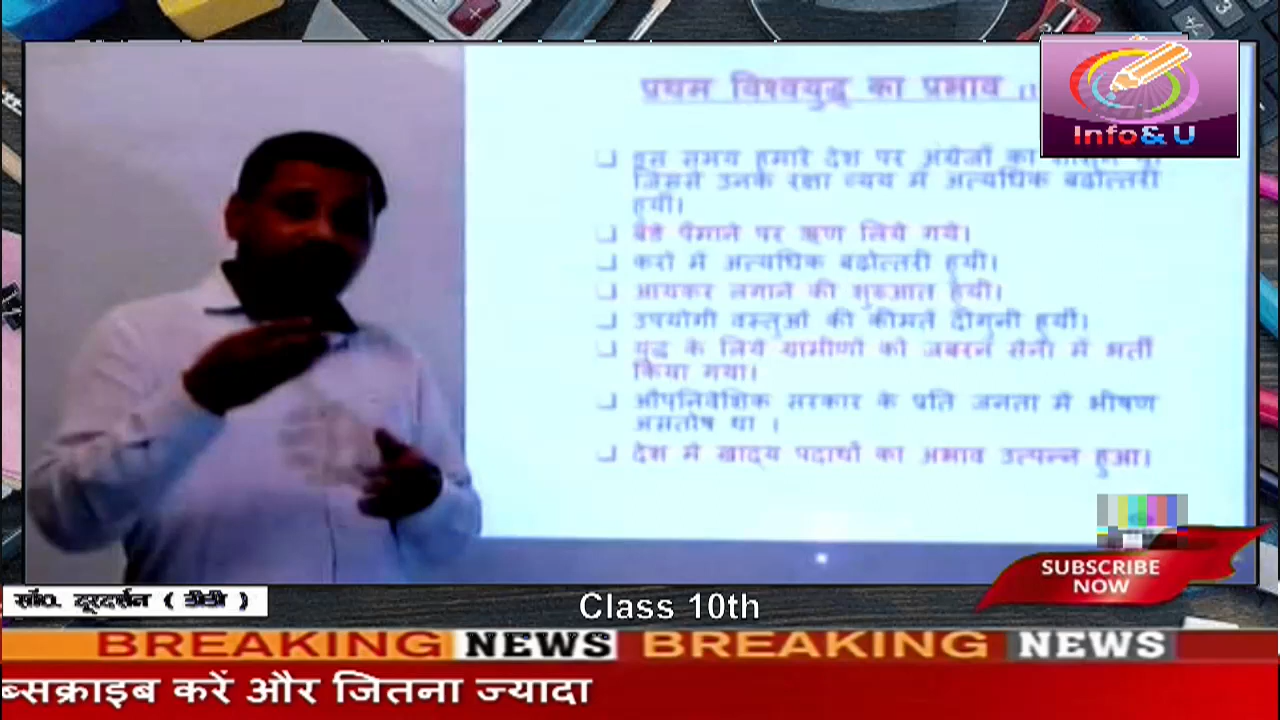 प्रथम विश्वयुद्ध का प्रभाव
Info&U
❑ इस समय हमारे देश पर अंग्रेजों का
जिससे उनके रक्षा व्यय में अत्यधिक बढोत्तरी
हुयी।
❑ बडे पैमाने पर ऋण लिये गये।
❑ करों में अत्यधिक बढोत्तरी हुयी।
❑ आयकर लगाने की शुरुआत हुयी।
❑ उपयोगी वस्तुओं की कीमतें दोगुनी हुयीं।
❑ युद्ध के लिये ग्रामीणों को जबरन सेना में भर्ती
किया गया।
❑ औपनिवेशिक सरकार के प्रति जनता में भीषण
असंतोष था ।
❑ देश में खाद्य पदार्थों का अभाव उत्पन्न हुआ।
SUBSCRIBE
NOW
सौ०. दूरदर्सन ( डीडी )
Class 10th
BREAKING NEWS BREAKING NEWS
ब्सक्राइब करें और जितना ज्यादा